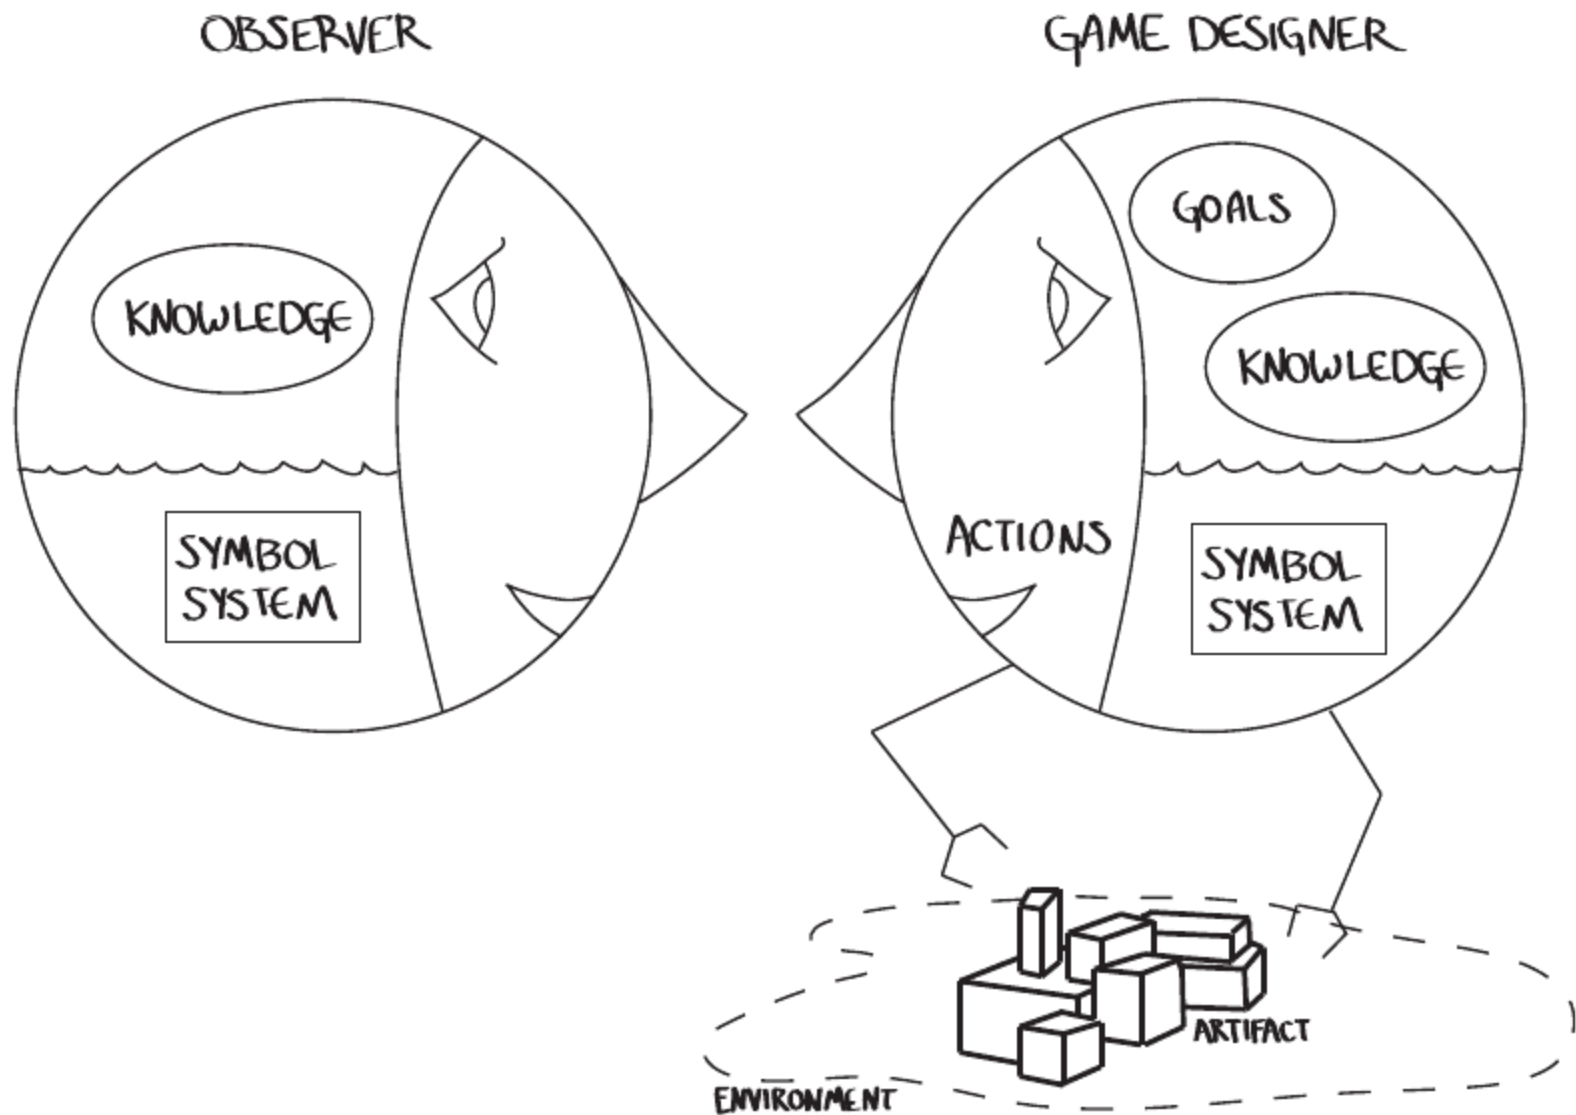 OBSERVER
GAME DESIGNER
KNOWLEDGE
SYMBOL
SYSTEM
GOALS
KNOWLEDGE
ACTIONS
SYMBOL
SYSTEM
ARTIFACT
ENVIRONMENT